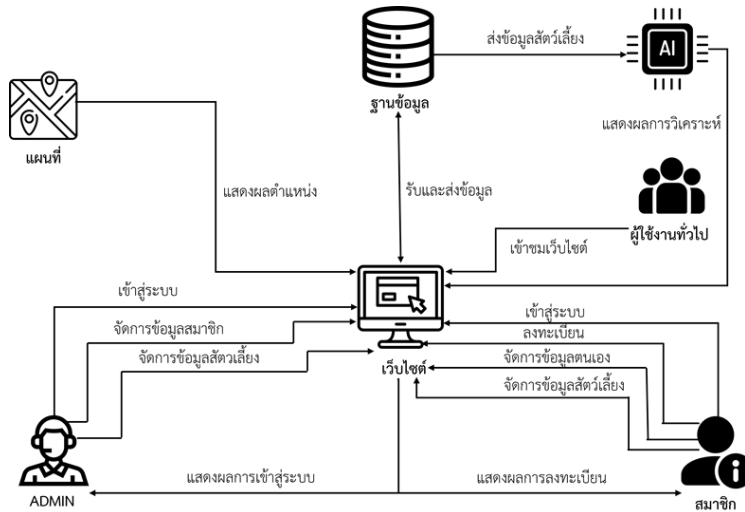 ส่งข้อมูลสัตว์เลี้ยง
AI
ฐานข้อมูล
แสดงผลการวิเคราะห์
แผนที่
แสดงผลตำแหน่ง
รับและส่งข้อมูล
ผู้ใช้งานทั่วไป
เข้าชมเว็บไซต์
เข้าสู่ระบบ
เข้าสู่ระบบ
จัดการข้อมูลสมาชิก
ลงทะเบียน
จัดการข้อมูลสัตวเลี้ยง
จัดการข้อมูลตนเอง
เว็บไซต์
จัดการข้อมูลสัตว์เลี้ยง
แสดงผลการเข้าสู่ระบบ
แสดงผลการลงทะเบียน
ADMIN
สมาชิก